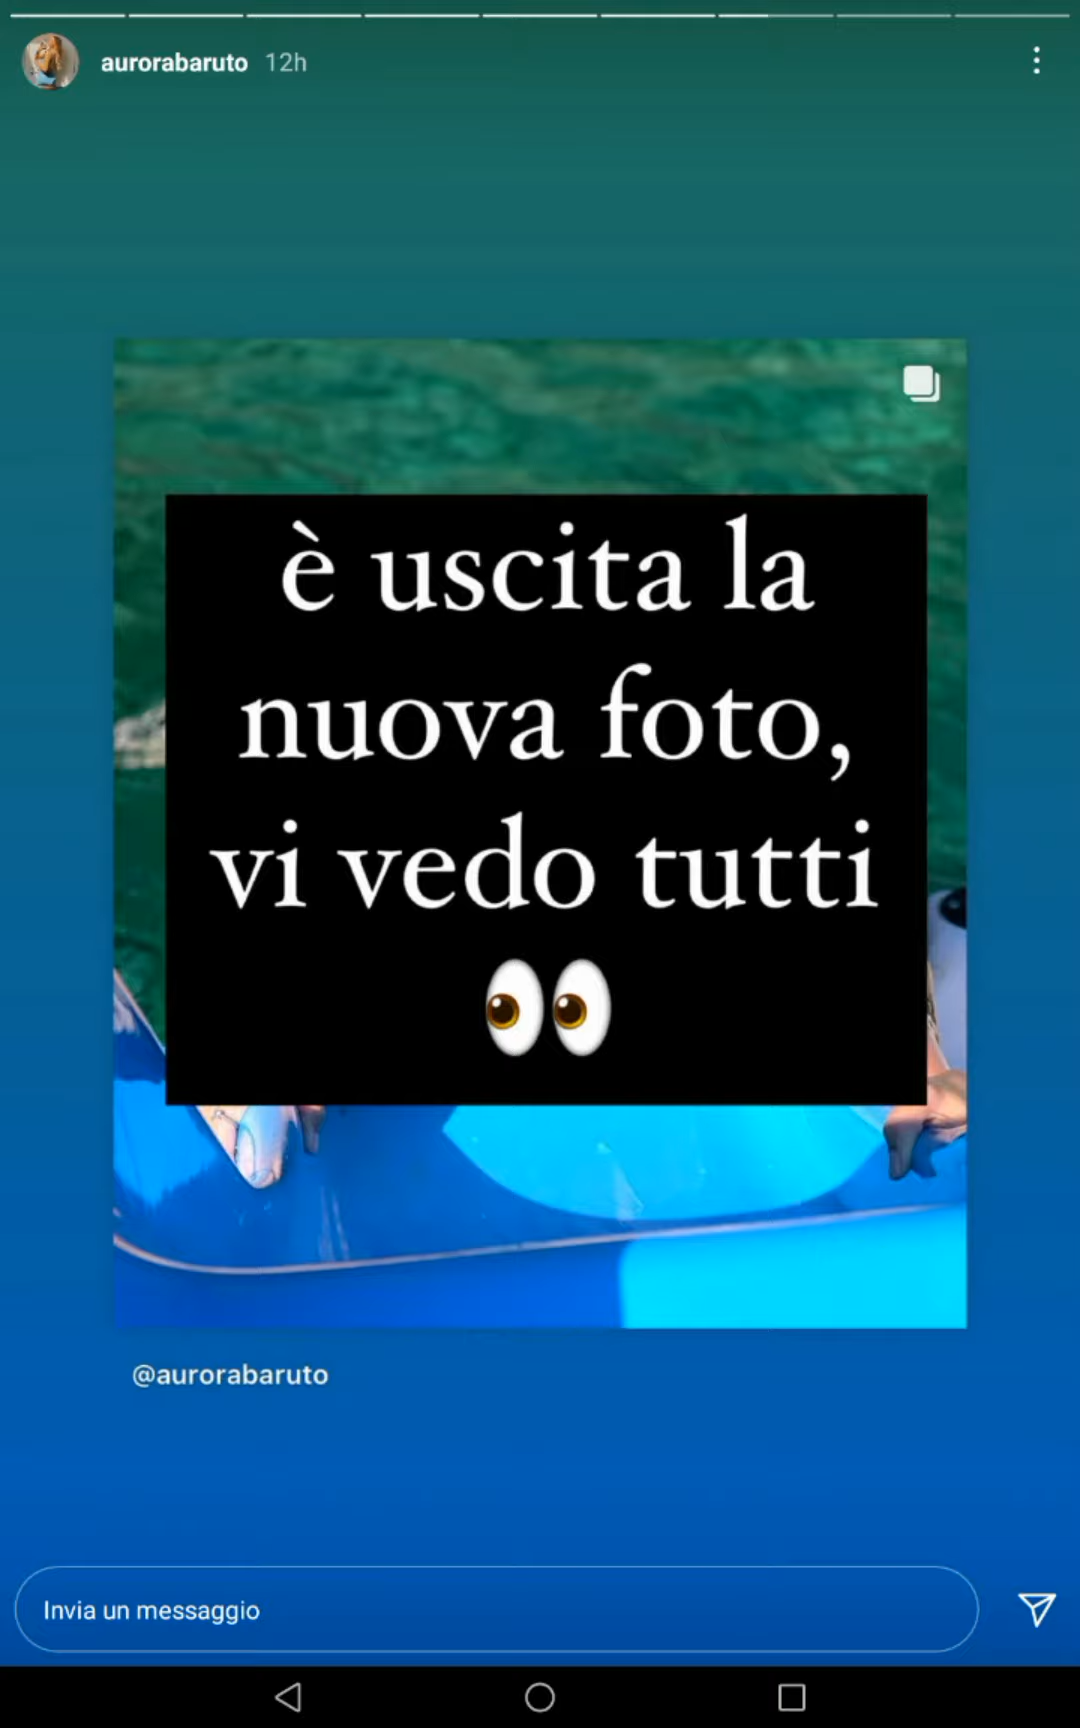 aurorabaruto 12h
è uscita la
nuova foto,
vi vedo tutti
👀
@aurorabaruto
Invia un messaggio